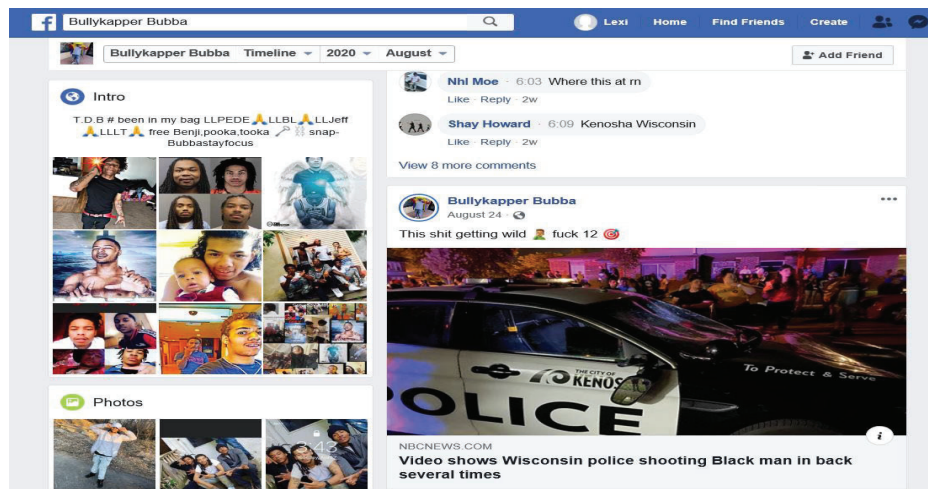 Bullykapper Bubba
Lexi Home Find Friends Create
Bullykapper Bubba Timeline 2020 August
Add Friend
Intro
T.D.B # been in my bag LLPEDE🙏LLBL🙏LLJeff
🙏LLLT🙏 free Benji,pooka,tooka 🗝️⛓️ snap-
Bubbastayfocus
Photos
Nhl Moe · 6:03 Where this at rn
Like · Reply · 2w
Shay Howard · 6:09 Kenosha Wisconsin
Like · Reply · 2w
View 8 more comments
Bullykapper Bubba
August 24 ·
This shit getting wild 🤦🏾‍♂️ fuck 12 🎯
THE CITY OF
KENOS
POLICE
To Protect & Serve
NBCNEWS.COM
Video shows Wisconsin police shooting Black man in back
several times